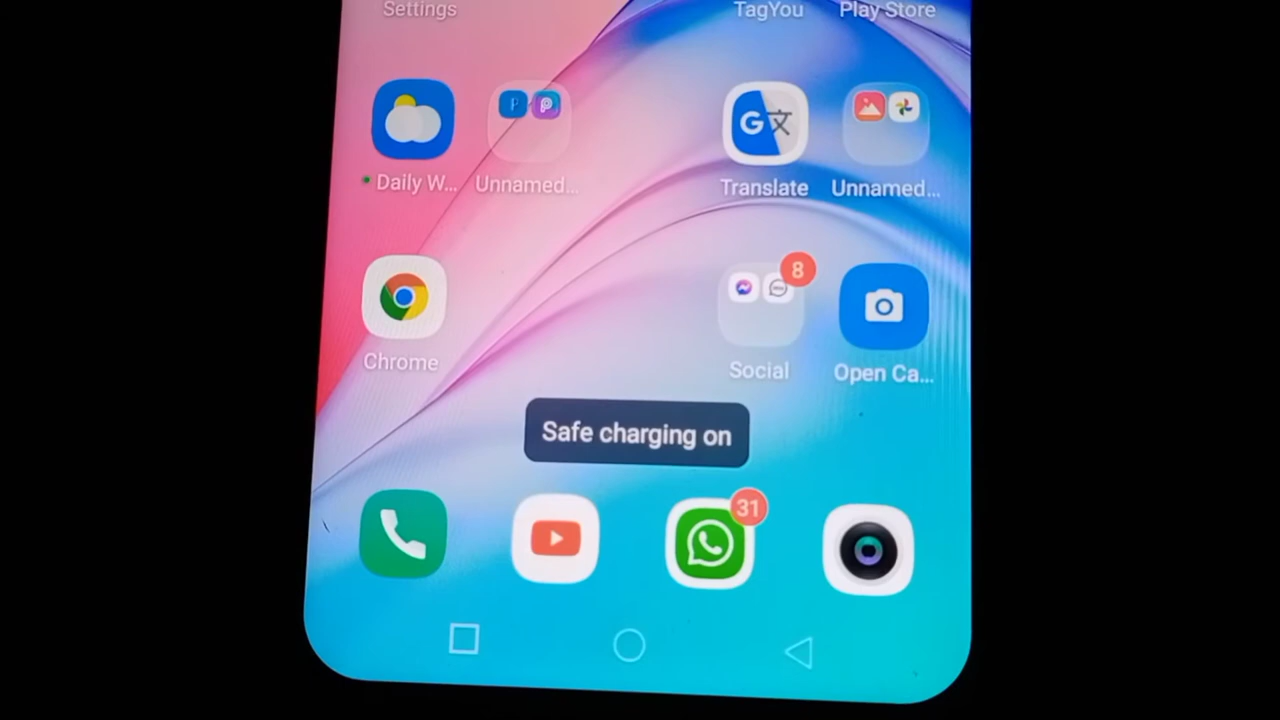 Settings
TagYou
Play Store
Daily W...
Unnamed...
Translate
Unnamed...
Chrome
8
Social
Open Ca...
Safe charging on
31